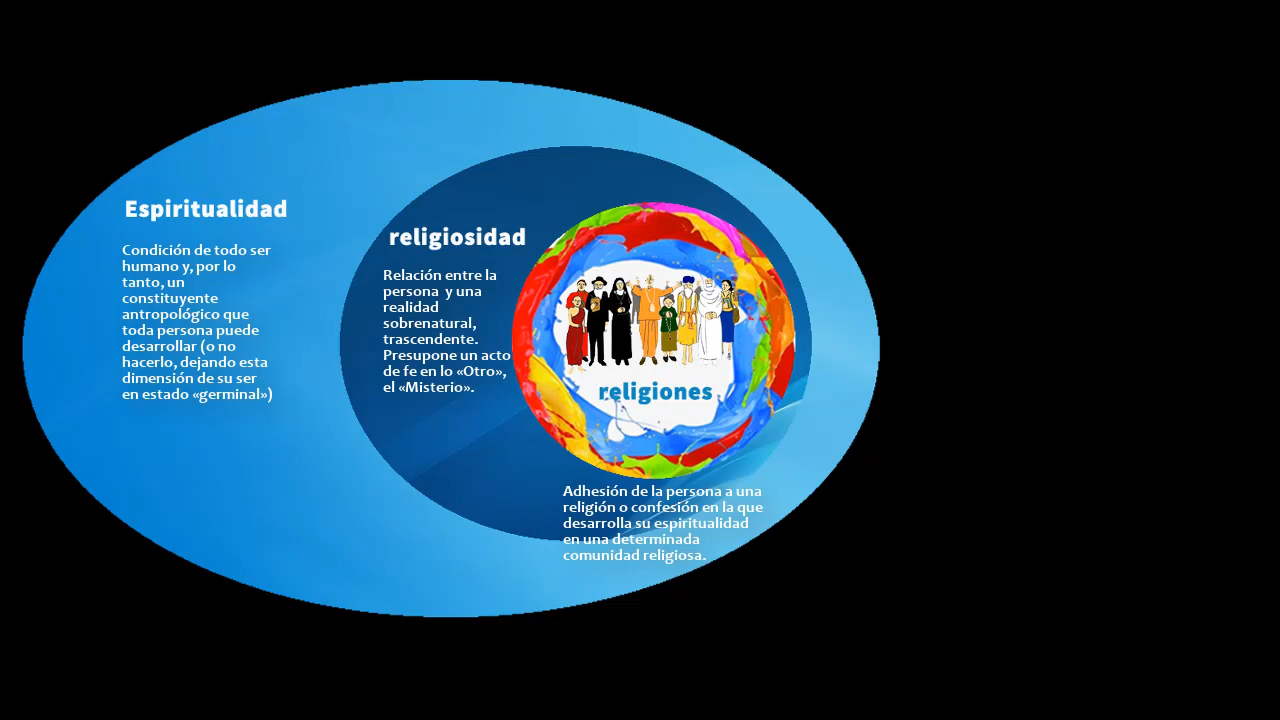 Espiritualidad
Condición de todo ser
humano y, por lo
tanto, un
constituyente
antropológico que
toda persona puede
desarrollar (o no
hacerlo, dejando esta
dimensión de su ser
en estado «germinal»)
religiosidad
Relación entre la
persona y una
realidad
sobrenatural,
trascendente.
Presupone un acto
de fe en lo «Otro»,
el «Misterio».
religiones
Adhesión de la persona a una
religión o confesión en la que
desarrolla su espiritualidad
en una determinada
comunidad religiosa.